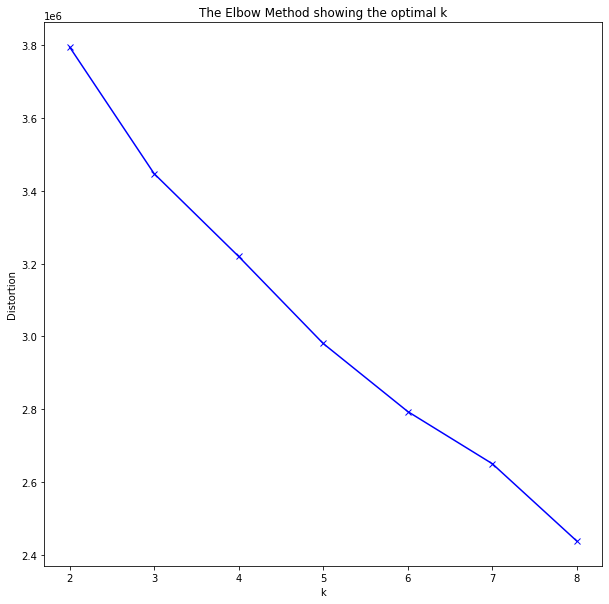 The Elbow Method showing the optimal k
1e6
3.8
3.6
3.4
3.2
3.0
2.8
2.6
2.4
Distortion
2 3 4 5 6 7 8
k